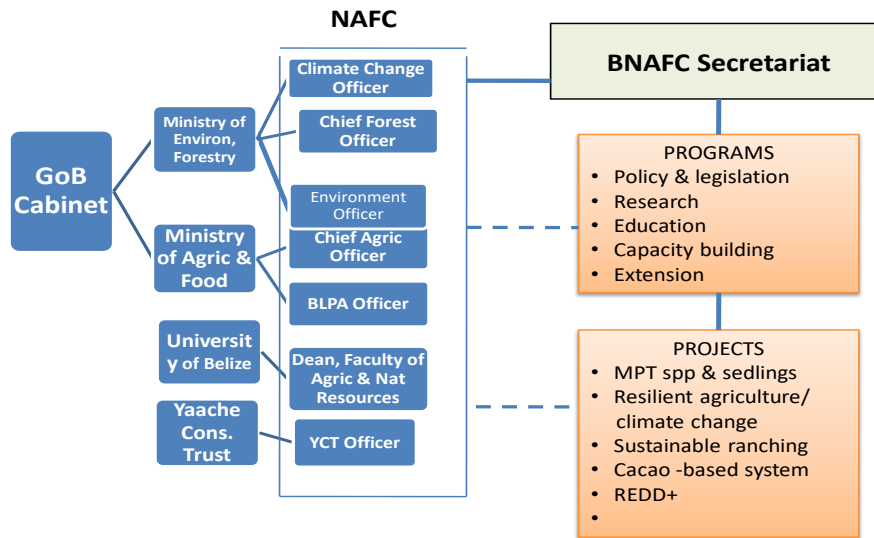 NAFC
BNAFC Secretariat
GoB
Cabinet
Ministry of
Environ,
Forestry
Ministry
of Agric &
Food
Universit
y of Belize
Yaache
Cons.
Trust
Climate Change
Officer
Chief Forest
Officer
Environment
Officer
Chief Agric
Officer
BLPA Officer
Dean, Faculty of
Agric & Nat
Resources
YCT Officer
PROGRAMS
• Policy & legislation
• Research
• Education
• Capacity building
• Extension
PROJECTS
• MPT spp & sedlings
• Resilient agriculture/
climate change
• Sustainable ranching
• Cacao -based system
• REDD+
•